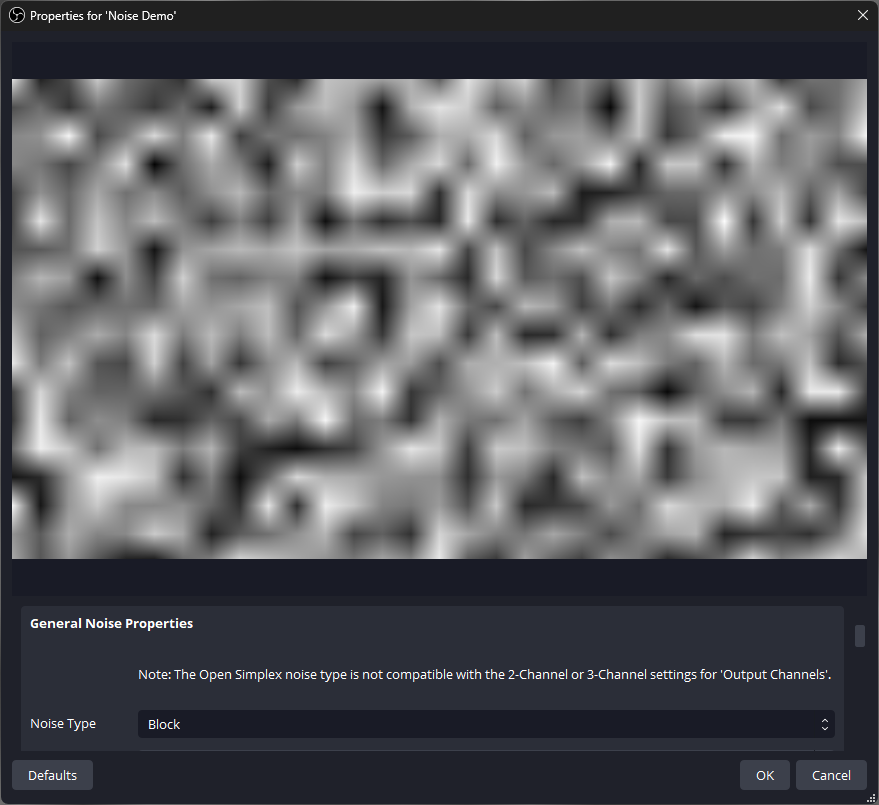 Properties for 'Noise Demo'
General Noise Properties
Note: The Open Simplex noise type is not compatible with the 2-Channel or 3-Channel settings for 'Output Channels'.
Noise Type
Block
Defaults
OK
Cancel